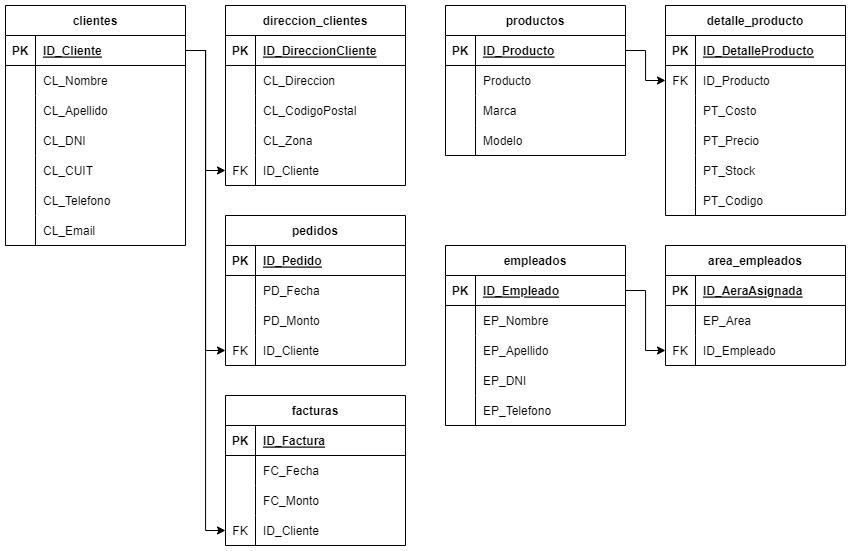 clientes
PK ID_Cliente
CL_Nombre
CL_Apellido
CL_DNI
CL_CUIT
CL_Telefono
CL_Email
direccion_clientes
PK ID_DireccionCliente
CL_Direccion
CL_CodigoPostal
CL_Zona
FK ID_Cliente
pedidos
PK ID_Pedido
PD_Fecha
PD_Monto
FK ID_Cliente
facturas
PK ID_Factura
FC_Fecha
FC_Monto
FK ID_Cliente
productos
PK ID_Producto
Producto
Marca
Modelo
detalle_producto
PK ID_DetalleProducto
FK ID_Producto
PT_Costo
PT_Precio
PT_Stock
PT_Codigo
empleados
PK ID_Empleado
EP_Nombre
EP_Apellido
EP_DNI
EP_Telefono
area_empleados
PK ID_AeraAsignada
EP_Area
FK ID_Empleado